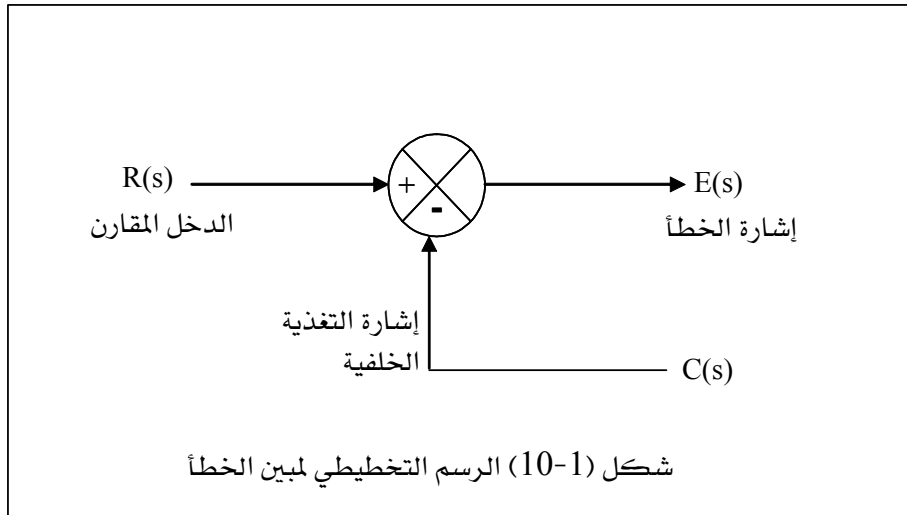 R(s)
+
-
E(s)
الدخل المقارن
إشارة الخطأ
إشارة التغذية
الخلفية
C(s)
شكل (1-10) الرسم التخطيطي لمبين الخطأ